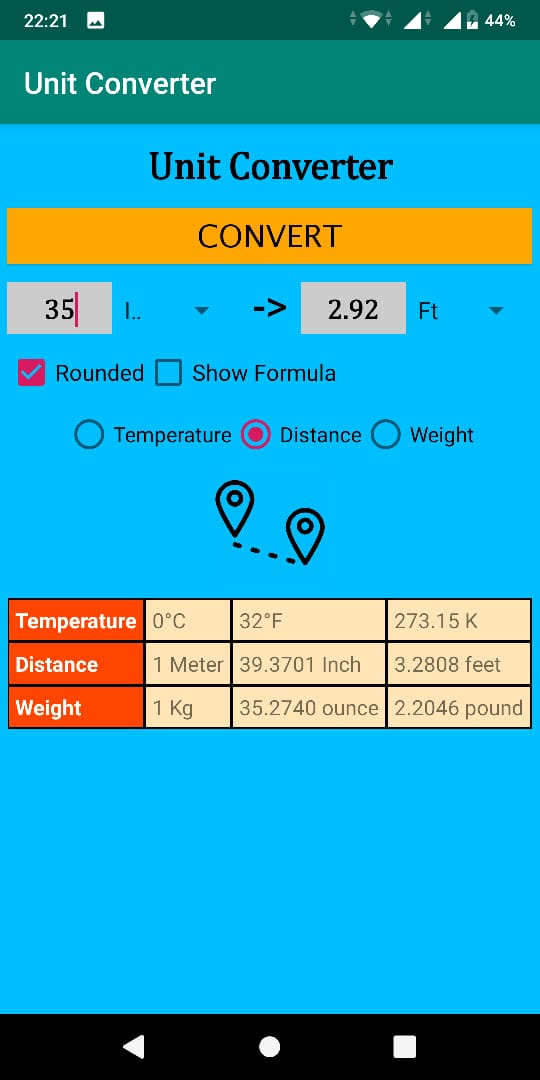 22:21 44%
Unit Converter
Unit Converter
CONVERT
35 I.. -> 2.92 Ft
Rounded Show Formula
Temperature Distance Weight
Temperature 0°C 32°F 273.15 K
Distance 1 Meter 39.3701 Inch 3.2808 feet
Weight 1 Kg 35.2740 ounce 2.2046 pound